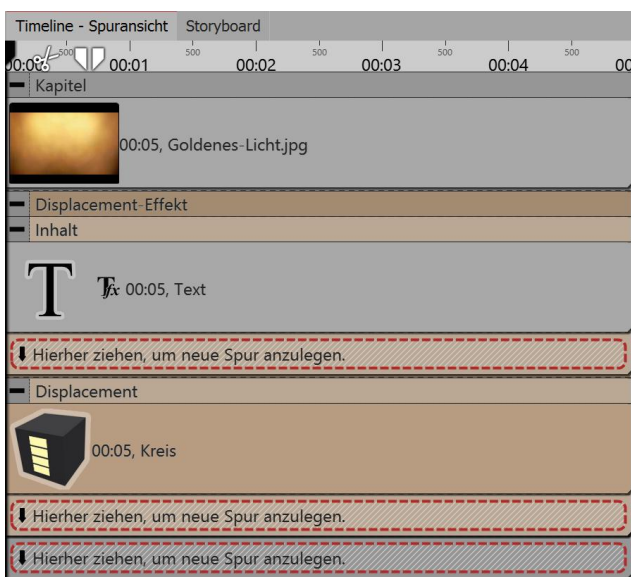 Timeline - Spuransicht Storyboard
500 500 500 500 500
00:00 00:01 00:02 00:03 00:04 00
Kapitel
00:05, Goldenes-Licht.jpg
Displacement-Effekt
Inhalt
T Tfx 00:05, Text
Hierher ziehen, um neue Spur anzulegen.
Displacement
00:05, Kreis
Hierher ziehen, um neue Spur anzulegen.
Hierher ziehen, um neue Spur anzulegen.